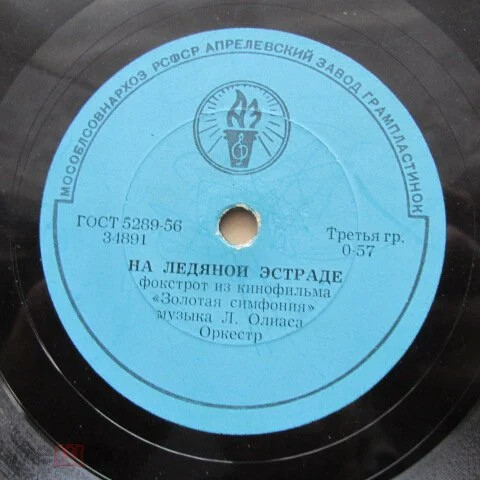 МОСОБЛСОВНАРХОЗ РСФСР АПРЕЛЕВСКИЙ ЗАВОД ГРАМПЛАСТИНОК
АЗ
ГОСТ 5289-56
34891
Третья гр.
0-57
НА ЛЕДЯНОЙ ЭСТРАДЕ
фокстрот из кинофильма
«Золотая симфония»
музыка Л. Олиаса
Оркестр